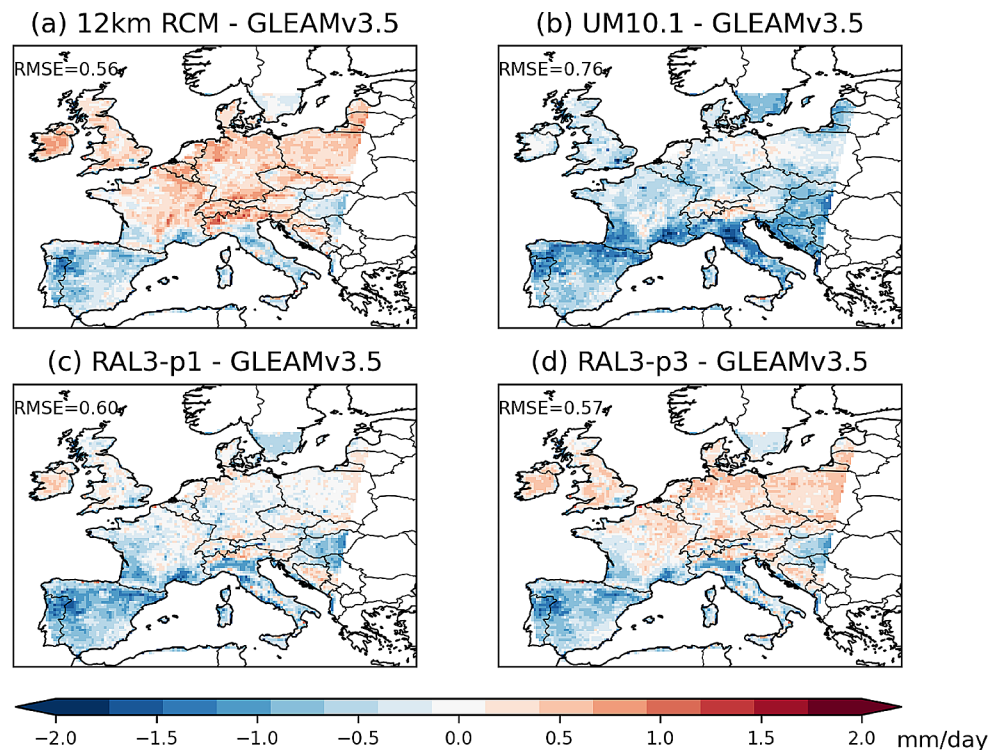 (a) 12km RCM - GLEAMv3.5
RMSE=0.56
(b) UM10.1 - GLEAMv3.5
RMSE=0.76
(c) RAL3-p1 - GLEAMv3.5
RMSE=0.60
(d) RAL3-p3 - GLEAMv3.5
RMSE=0.57
−2.0 −1.5 −1.0 −0.5 0.0 0.5 1.0 1.5 2.0 mm/day